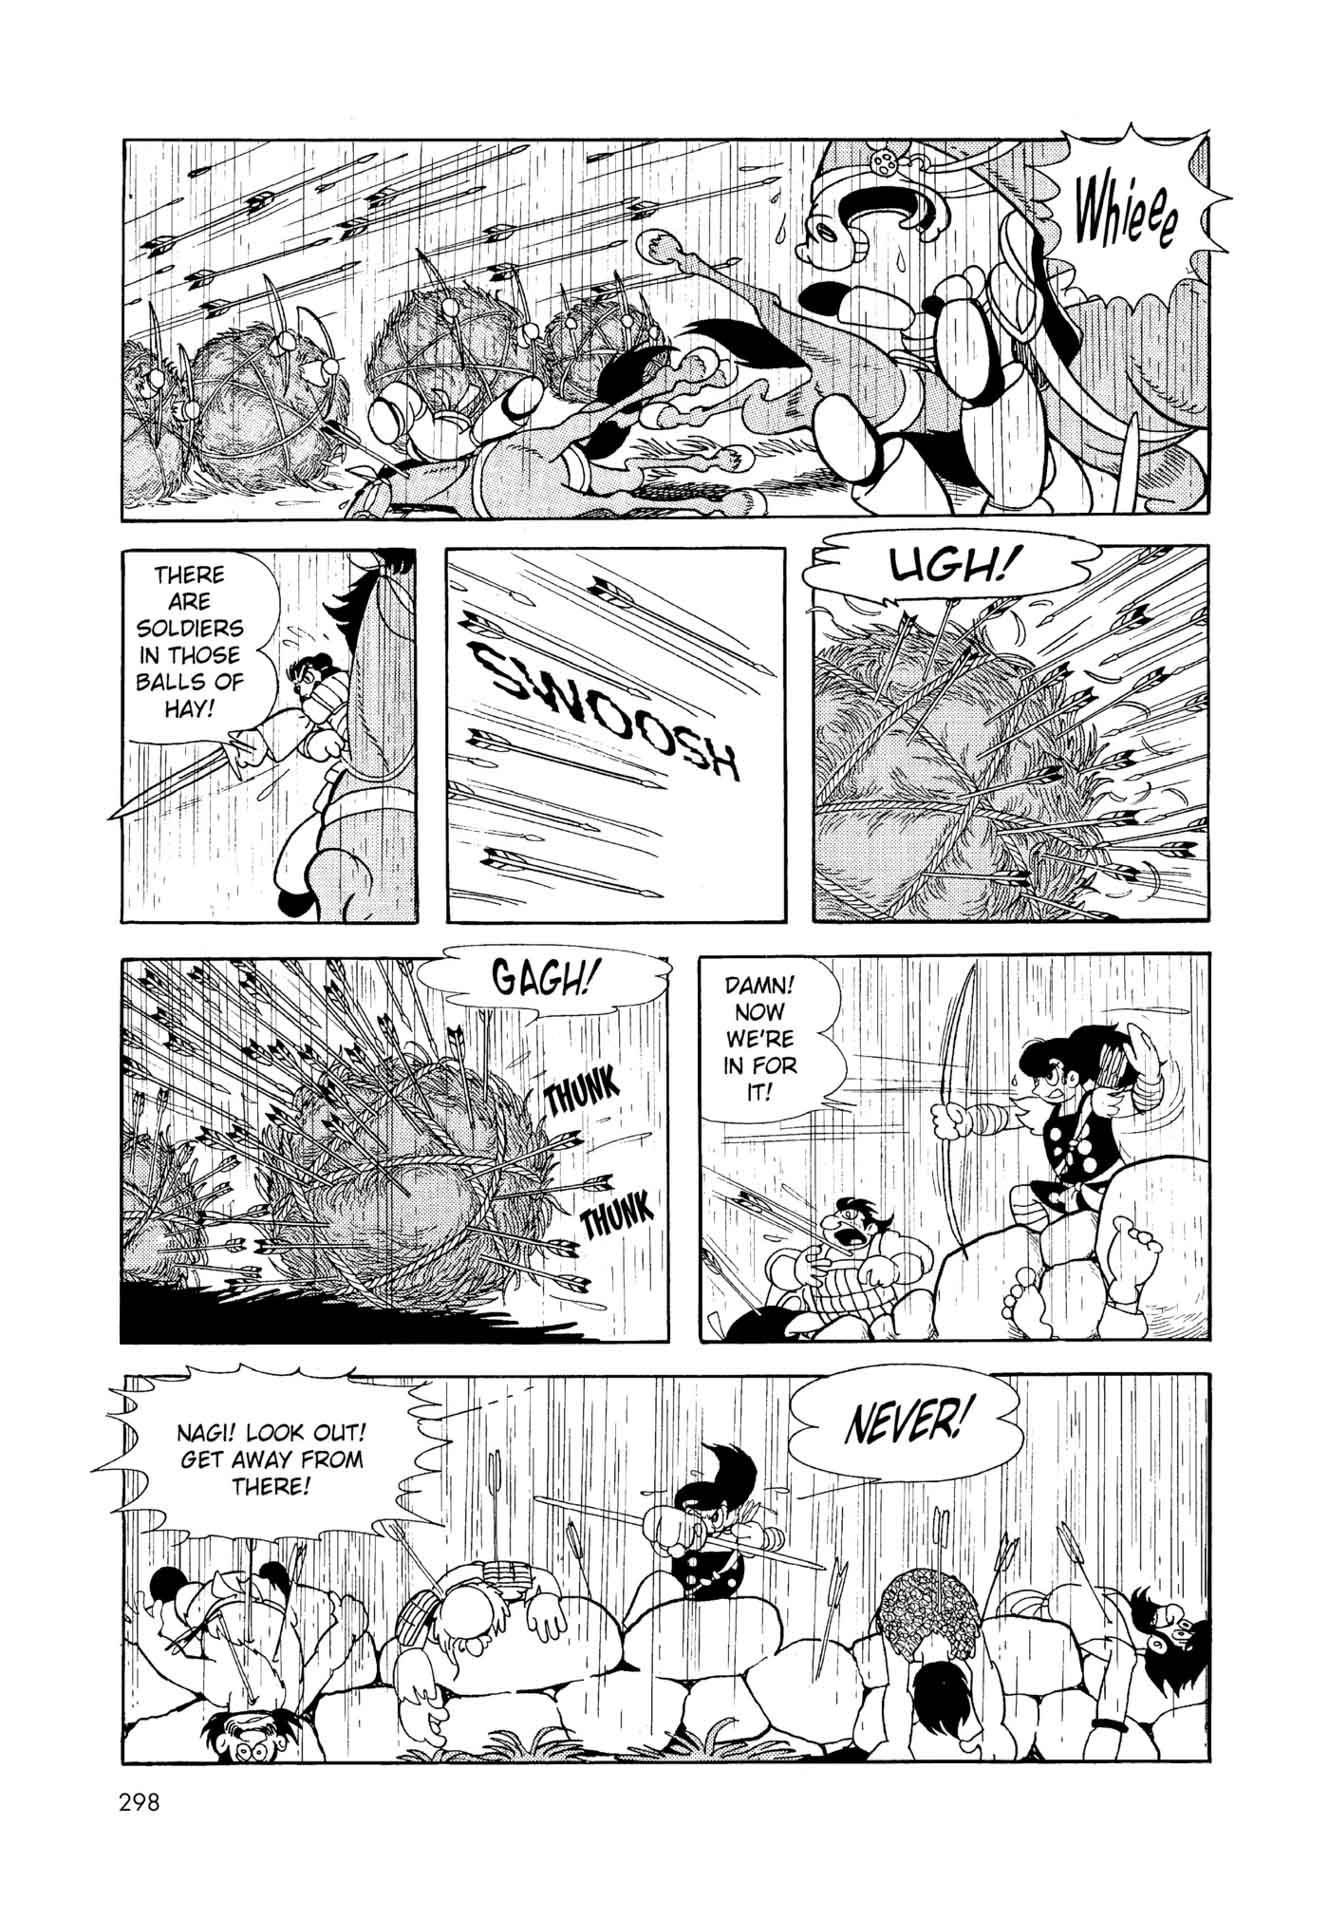 Whieee
THERE
ARE
SOLDIERS
IN THOSE
BALLS OF
HAY!
SWOOSH
UGH!
GAGH!
THUNK
THUNK
DAMN!
NOW
WE'RE
IN FOR
IT!
NAGI! LOOK OUT!
GET AWAY FROM
THERE!
NEVER!
298